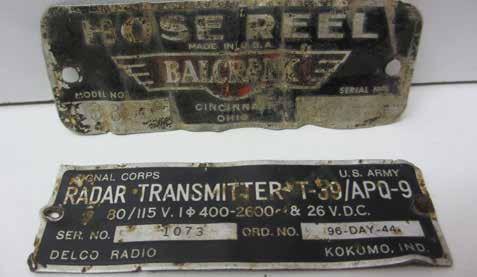 HOSE REEL
MADE IN U.S.A.
BALCRANK
MODEL NO. SERIAL NO.
CINCINNATI
OHIO
SIGNAL CORPS U.S. ARMY
RADAR TRANSMITTER T-39/APQ-9
80/115 V. 1Φ 400-2600~ & 26 V.D.C.
SER. NO. 1073 ORD. NO. 96-DAY-44
DELCO RADIO KOKOMO, IND.